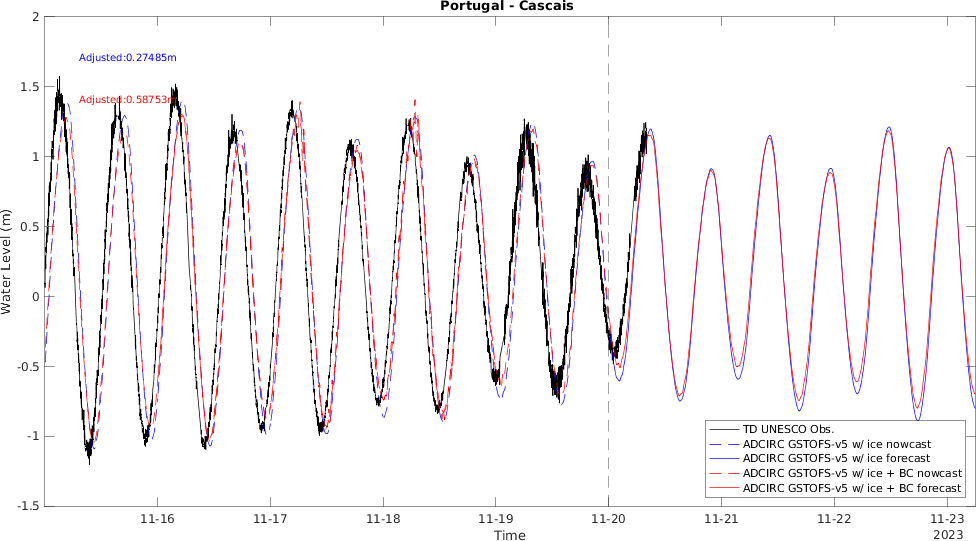 Portugal - Cascais
2
Adjusted:0.27485m
1.5
Adjusted:0.58753m
1
0.5
0
-0.5
-1
-1.5
Water Level (m)
TD UNESCO Obs.
ADCIRC GSTOFS-v5 w/ ice nowcast
ADCIRC GSTOFS-v5 w/ ice forecast
ADCIRC GSTOFS-v5 w/ ice + BC nowcast
ADCIRC GSTOFS-v5 w/ ice + BC forecast
11-16 11-17 11-18 11-19 11-20 11-21 11-22 11-23
Time 2023